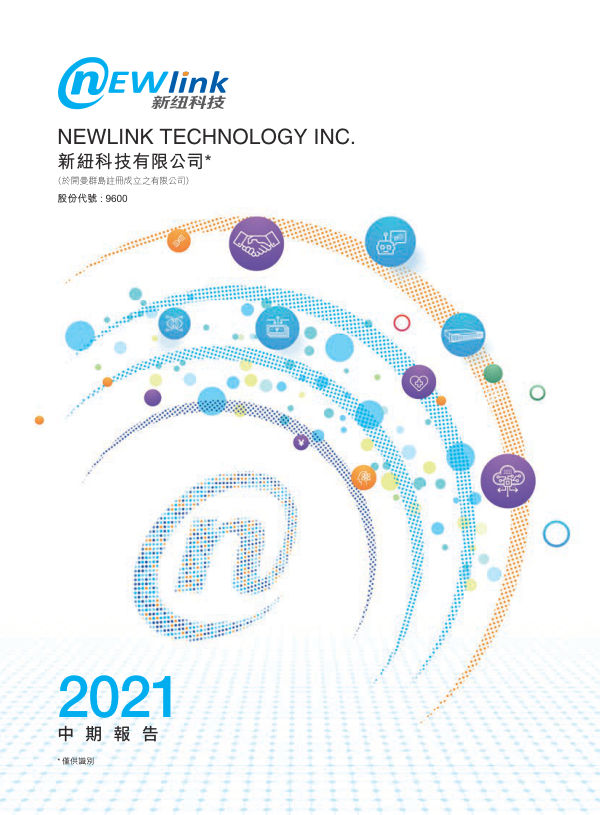 NEWlink
新纽科技
NEWLINK TECHNOLOGY INC.
新紐科技有限公司*
(於開曼群島註冊成立之有限公司)
股份代號 : 9600
¥
n
2021
中期報告
* 僅供識別